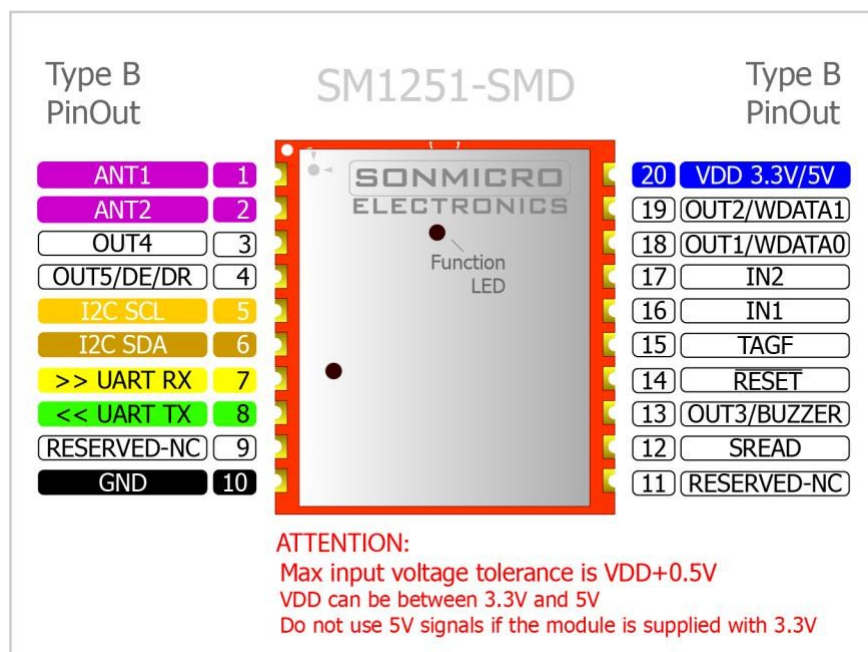 Type B
PinOut
SM1251-SMD
Type B
PinOut
SONMICRO
ELECTRONICS
Function
LED
ANT1 1
ANT2 2
OUT4 3
OUT5/DE/DR 4
I2C SCL 5
I2C SDA 6
>> UART RX 7
<< UART TX 8
RESERVED-NC 9
GND 10
20 VDD 3.3V/5V
19 OUT2/WDATA1
18 OUT1/WDATA0
17 IN2
16 IN1
15 TAGF
14 R̅E̅S̅E̅T̅
13 OUT3/BUZZER
12 SREAD
11 RESERVED-NC
ATTENTION:
Max input voltage tolerance is VDD+0.5V
VDD can be between 3.3V and 5V
Do not use 5V signals if the module is supplied with 3.3V